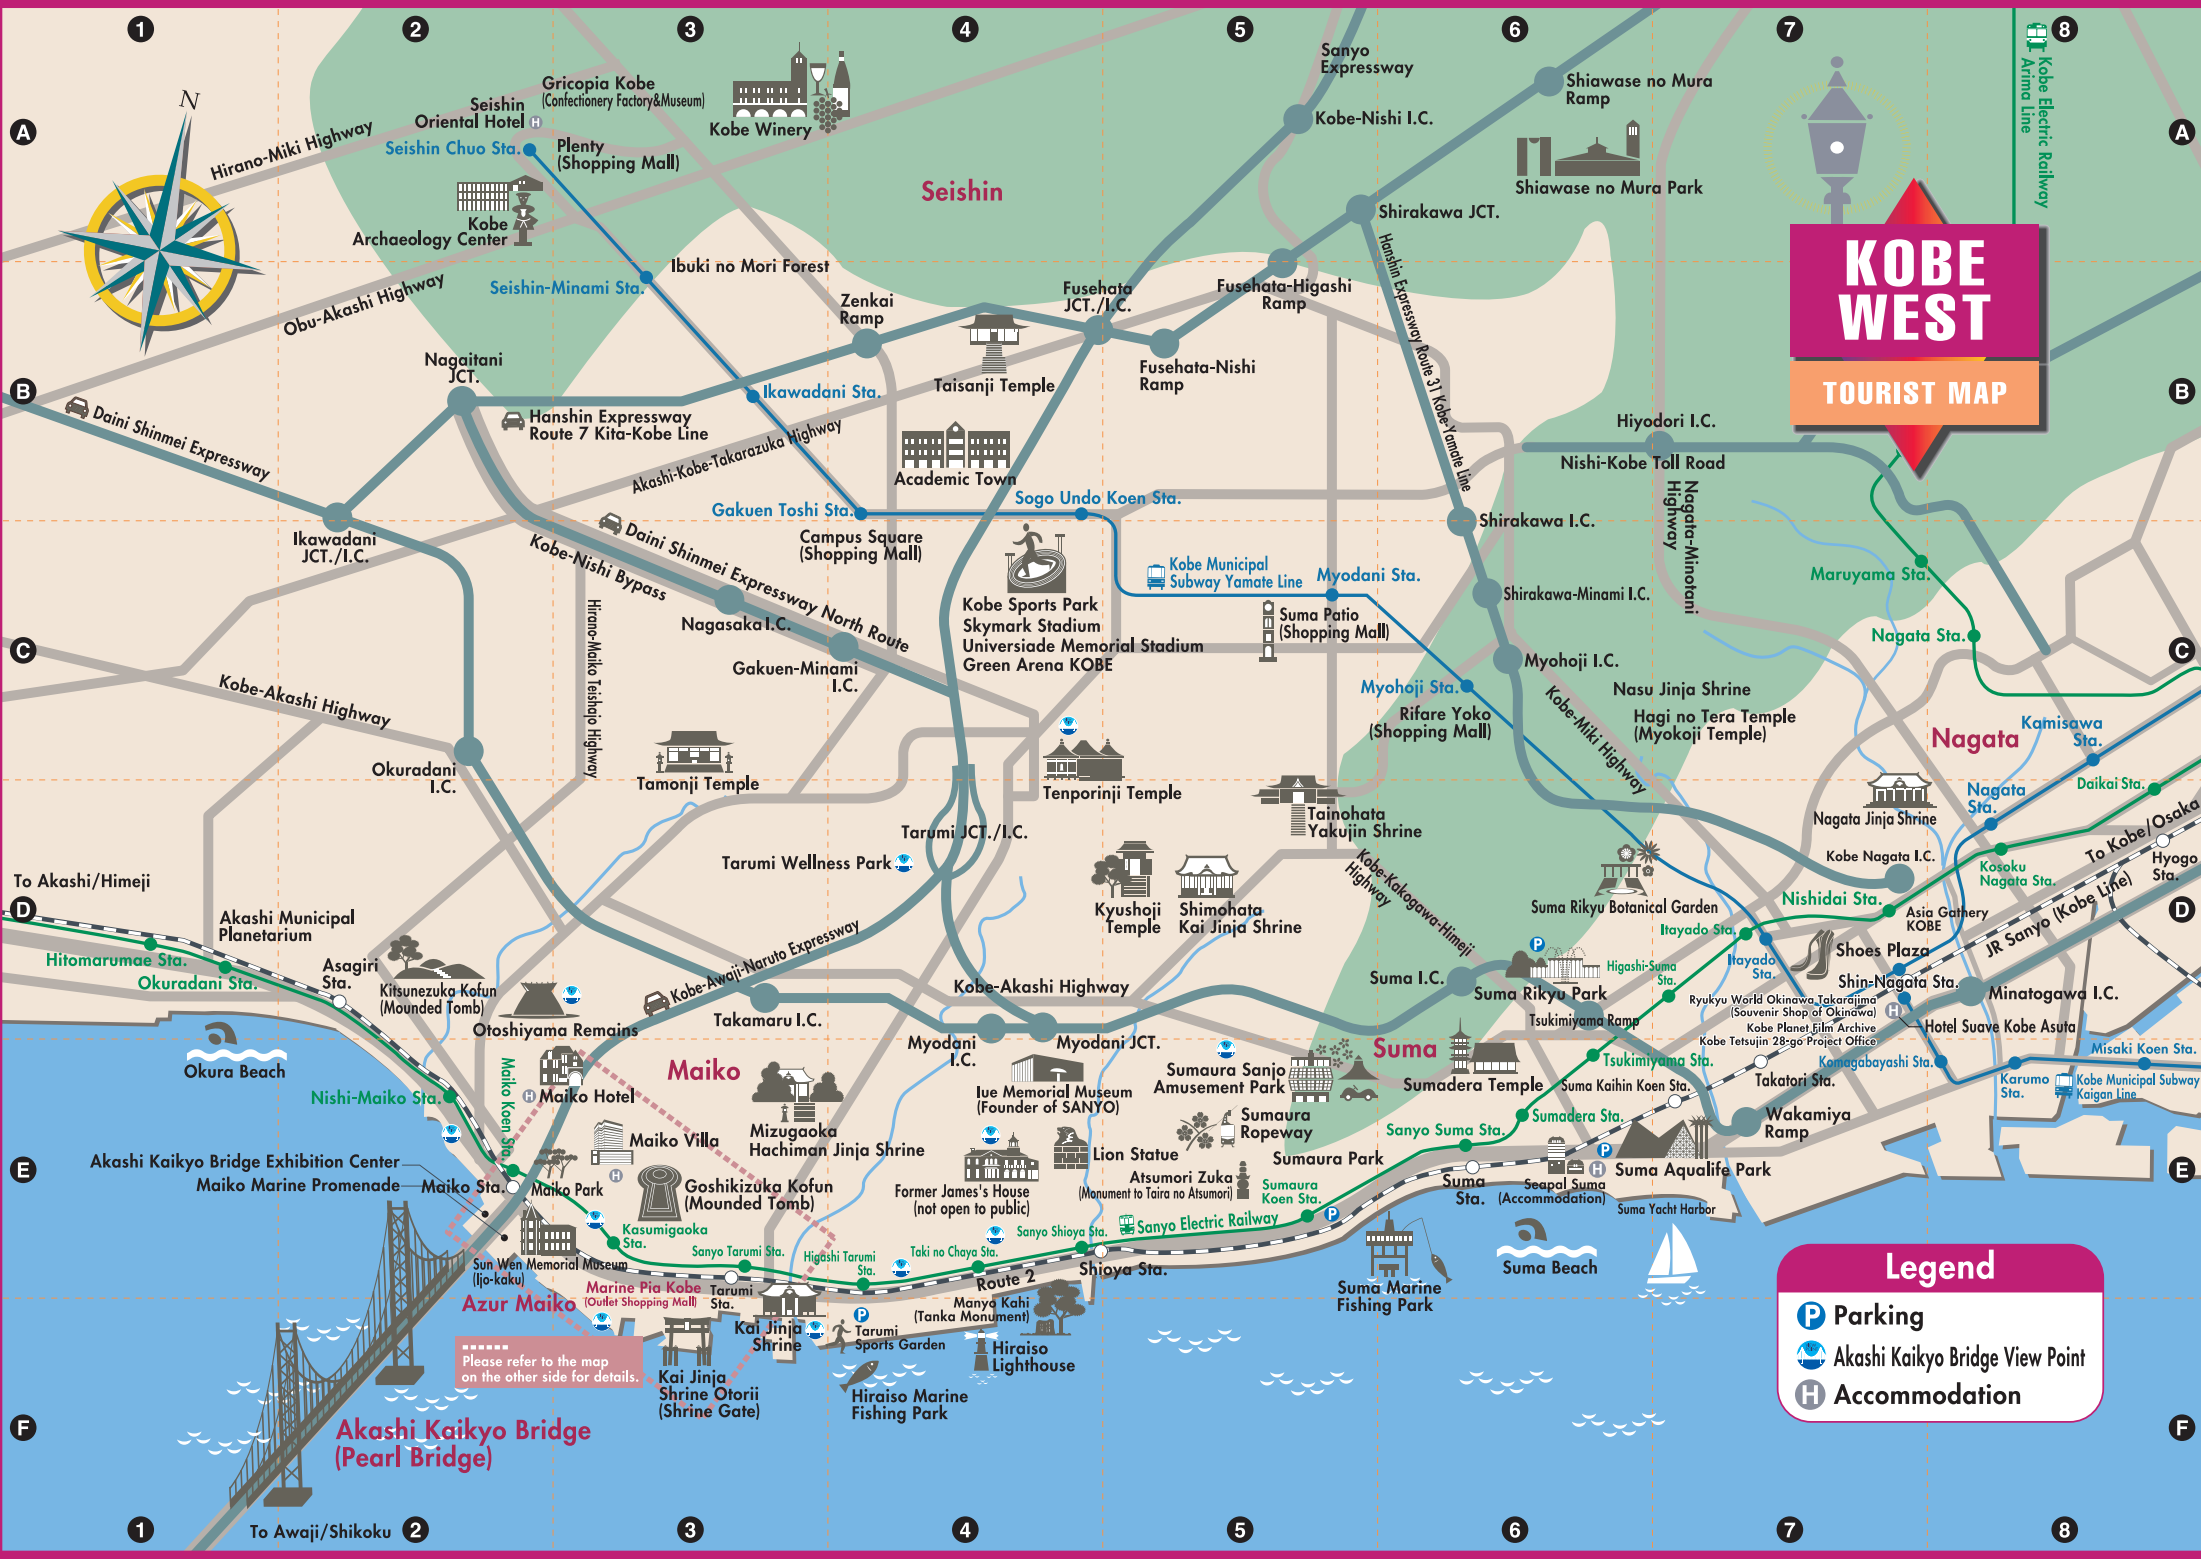 1
2
3
4
5
6
7
8
A
A
B
B
C
C
D
D
E
E
F
F
1
2
3
4
5
6
7
8
N
KOBE
WEST
TOURIST MAP
Hirano-Miki Highway
Seishin
Oriental Hotel
H
Gricopia Kobe
(Confectionery Factory&Museum)
Seishin Chuo Sta.
Plenty
(Shopping Mall)
Kobe Winery
Kobe
Archaeology Center
Seishin
Sanyo
Expressway
Kobe-Nishi I.C.
Shiawase no Mura
Ramp
Shiawase no Mura Park
Shirakawa JCT.
Kobe Electric Railway
Arima Line
Obu-Akashi Highway
Seishin-Minami Sta.
Ibuki no Mori Forest
Zenkai
Ramp
Fusehata
JCT./I.C.
Fusehata-Higashi
Ramp
Hanshin Expressway Route 31 Kobe-Yamate Line
Nagaitani
JCT.
Ikawadani Sta.
Taisanji Temple
Fusehata-Nishi
Ramp
Daini Shinmei Expressway
Hanshin Expressway
Route 7 Kita-Kobe Line
Akashi-Kobe-Takarazuka Highway
Academic Town
Hiyodori I.C.
Nishi-Kobe Toll Road
Nagata-Minotani
Highway
Gakuen Toshi Sta.
Sogo Undo Koen Sta.
Shirakawa I.C.
Ikawadani
JCT./I.C.
Kobe-Nishi Bypass
Daini Shinmei Expressway North Route
Campus Square
(Shopping Mall)
Kobe Municipal
Subway Yamate Line
Myodani Sta.
Maruyama Sta.
Hirano-Maiko Teishajo Highway
Nagasaka I.C.
Gakuen-Minami
I.C.
Kobe Sports Park
Skymark Stadium
Universiade Memorial Stadium
Green Arena KOBE
Suma Patio
(Shopping Mall)
Shirakawa-Minami I.C.
Nagata Sta.
Myohoji I.C.
Kobe-Akashi Highway
Myohoji Sta.
Rifare Yoko
(Shopping Mall)
Kobe-Miki Highway
Nasu Jinja Shrine
Hagi no Tera Temple
(Myokoji Temple)
Nagata
Kamisawa
Sta.
Okuradani
I.C.
Tamonji Temple
Tenporinji Temple
Tainohata
Yakujin Shrine
Nagata Jinja Shrine
Nagata
Sta.
Daikai Sta.
Tarumi JCT./I.C.
Tarumi Wellness Park
Kobe-Kakogawa-Himeji
Highway
Kobe Nagata I.C.
Kosoku
Nagata Sta.
To Kobe/Osaka
Hyogo
Sta.
To Akashi/Himeji
Akashi Municipal
Planetarium
Kyushoji
Temple
Shimohata
Kai Jinja Shrine
Suma Rikyu Botanical Garden
Nishidai Sta.
Asia Gathery
KOBE
JR Sanyo (Kobe Line)
Itayado Sta.
Itayado
Sta.
Shoes Plaza
Hitomarumae Sta.
Okuradani Sta.
Asagiri
Sta.
Kitsunezuka Kofun
(Mounded Tomb)
Otoshiyama Remains
Kobe-Awaji-Naruto Expressway
Takamaru I.C.
Kobe-Akashi Highway
Suma I.C.
P
Suma Rikyu Park
Higashi-Suma
Sta.
Shin-Nagata Sta.
Minatogawa I.C.
Tsukimiyama Ramp
Ryukyu World Okinawa Takarajima
(Souvenir Shop of Okinawa)
H
Kobe Planet Film Archive
Kobe Tetsujin 28-go Project Office
Hotel Suave Kobe Asuta
Okura Beach
Maiko Koen Sta.
Nishi-Maiko Sta.
H
Maiko Hotel
Maiko
Myodani
I.C.
Myodani JCT.
Iue Memorial Museum
(Founder of SANYO)
Sumaura Sanjo
Amusement Park
Suma
Sumadera Temple
Tsukimiyama Sta.
Suma Kaihin Koen Sta.
Takatori Sta.
Komagabayashi Sta.
Misaki Koen Sta.
Karumo
Sta.
Kobe Municipal Subway
Kaigan Line
Mizugaoka
Hachiman Jinja Shrine
Sumaura
Ropeway
Sumadera Sta.
Wakamiya
Ramp
Akashi Kaikyo Bridge Exhibition Center
Maiko Marine Promenade
Maiko Sta.
Maiko Park
Maiko Villa
H
Goshikizuka Kofun
(Mounded Tomb)
Lion Statue
Former James's House
(not open to public)
Atsumori Zuka
(Monument to Taira no Atsumori)
Sumaura Park
Sanyo Suma Sta.
Suma
Sta.
P
H
Seapal Suma
(Accommodation)
Suma Aqualife Park
Suma Yacht Harbor
Sumaura
Koen Sta.
P
Sanyo Electric Railway
Kasumigaoka
Sta.
Sanyo Tarumi Sta.
Higashi Tarumi
Sta.
Taki no Chaya Sta.
Sanyo Shioya Sta.
Shioya Sta.
Route 2
Sun Wen Memorial Museum
(Ijo-kaku)
Marine Pia Kobe
(Outlet Shopping Mall)
Tarumi
Sta.
Azur Maiko
Please refer to the map
on the other side for details.
Kai Jinja
Shrine
Kai Jinja
Shrine Otorii
(Shrine Gate)
P
Tarumi
Sports Garden
Manyo Kahi
(Tanka Monument)
Hiraiso
Lighthouse
Hiraiso Marine
Fishing Park
Suma Marine
Fishing Park
Suma Beach
Akashi Kaikyo Bridge
(Pearl Bridge)
To Awaji/Shikoku
Legend
P Parking
Akashi Kaikyo Bridge View Point
H Accommodation